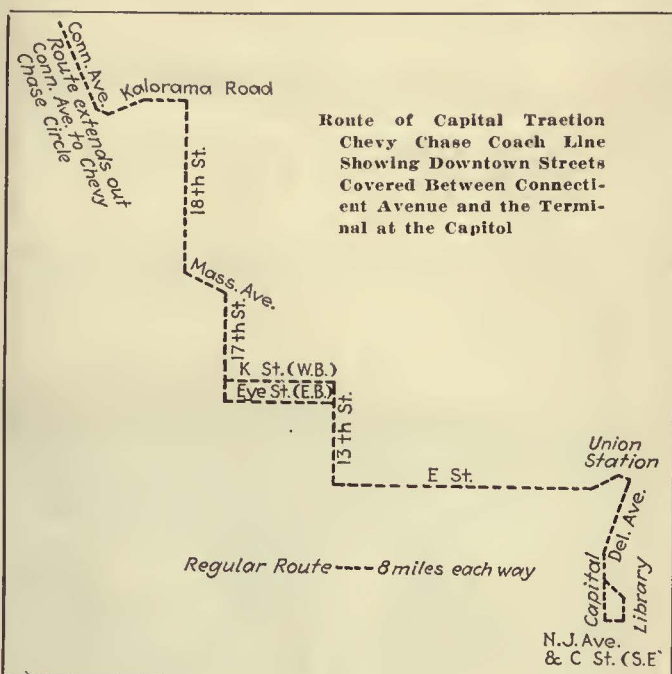 Conn. Ave.
Route extends out
Conn. Ave. to Chevy
Chase Circle
Kalorama Road
Route of Capital Traction
Chevy Chase Coach Line
Showing Downtown Streets
Covered Between Connecti-
ent Avenue and the Termi-
nal at the Capitol
18th St.
Mass. Ave.
17th St.
K St. (W.B.)
Eye St. (E.B.)
13th St.
E St.
Union
Station
Del. Ave.
Capital
Library
Regular Route ---- 8 miles each way
N.J. Ave.
& C St. (S.E